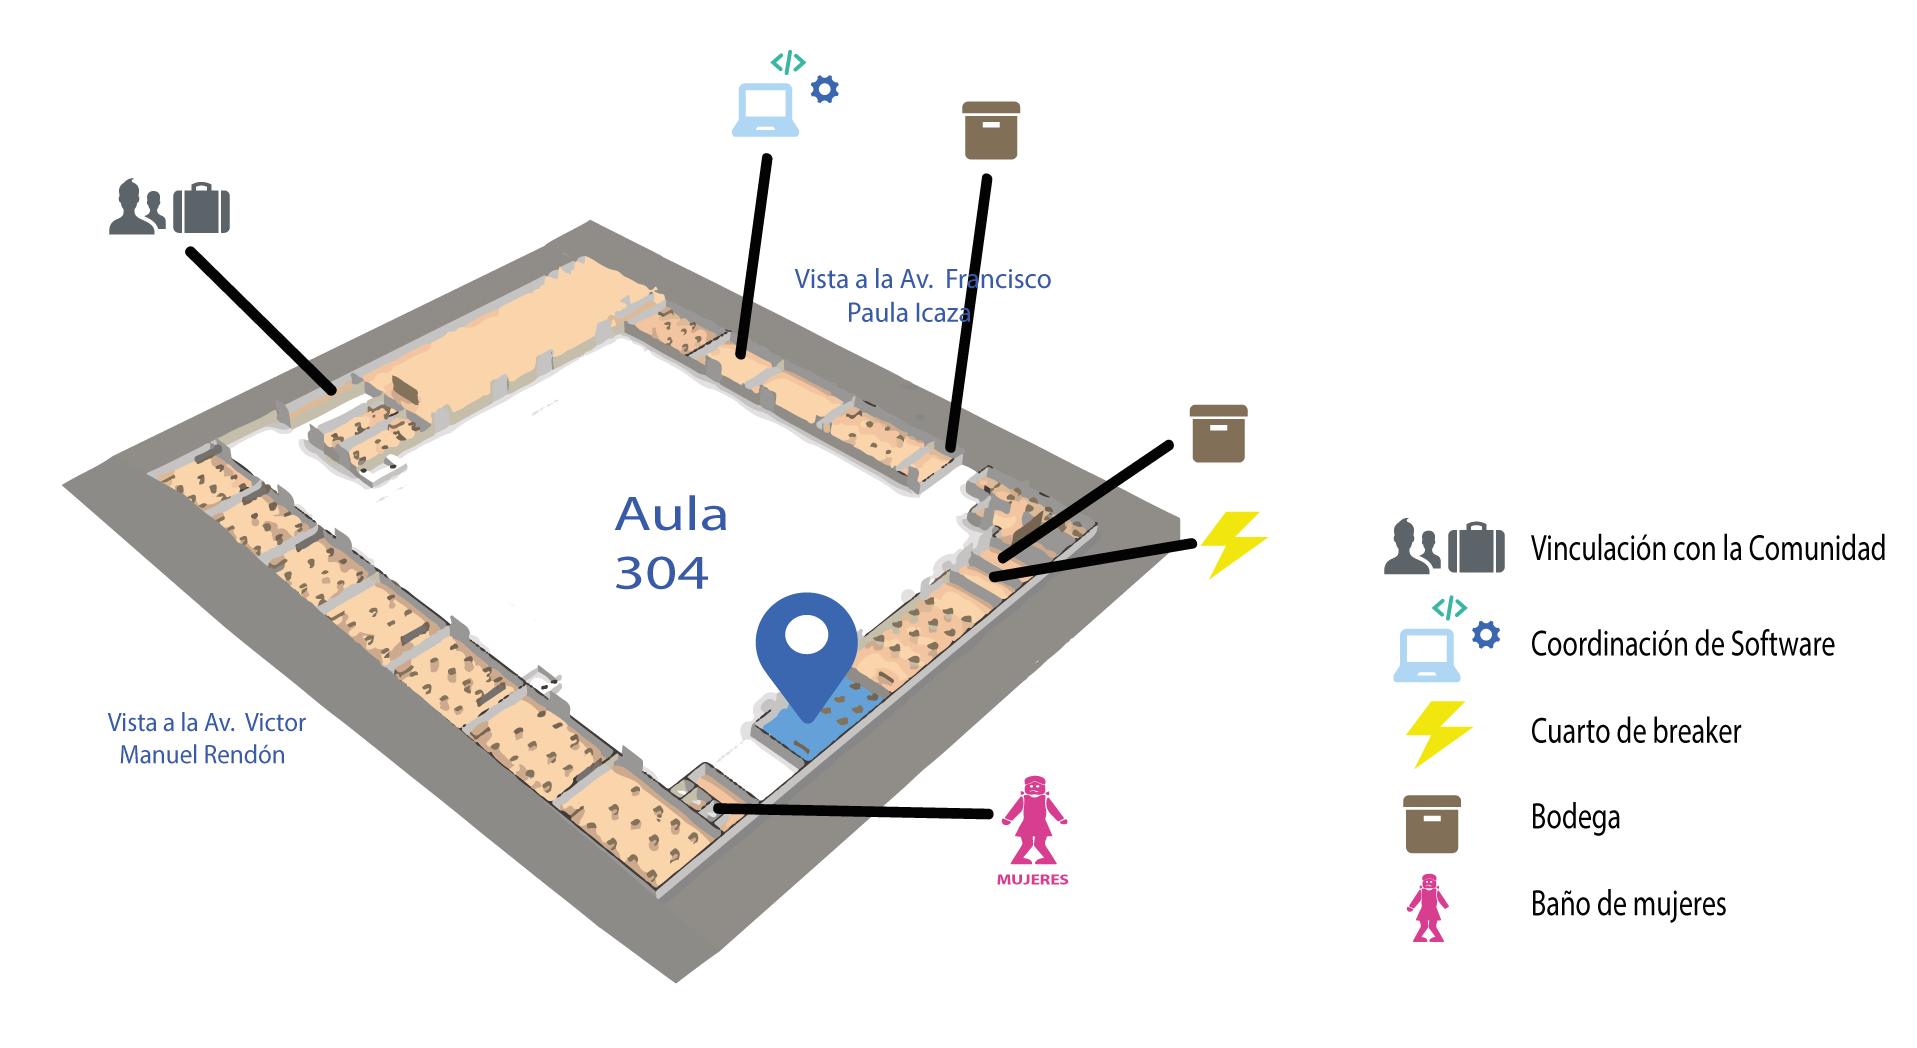 Vista a la Av. Francisco
Paula Icaza
Aula
304
Vista a la Av. Victor
Manuel Rendón
MUJERES
Vinculación con la Comunidad
Coordinación de Software
Cuarto de breaker
Bodega
Baño de mujeres